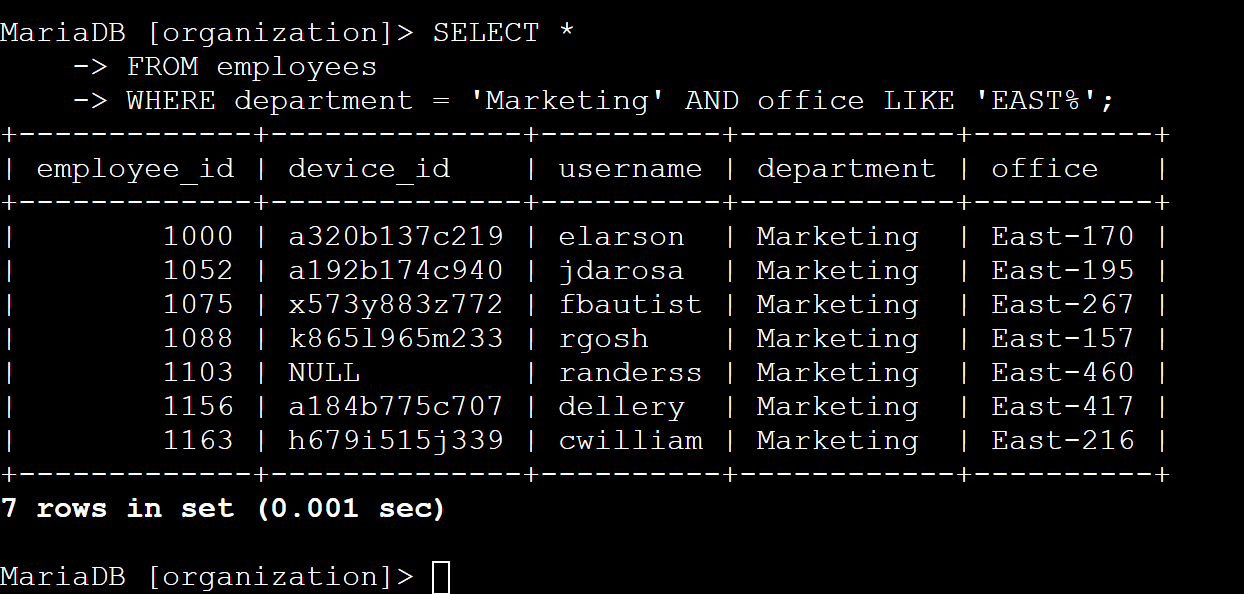 MariaDB [organization]> SELECT *
    -> FROM employees
    -> WHERE department = 'Marketing' AND office LIKE 'EAST%';
+-------------+--------------+----------+------------+----------+
| employee_id | device_id    | username | department | office   |
+-------------+--------------+----------+------------+----------+
|        1000 | a320b137c219 | elarson  | Marketing  | East-170 |
|        1052 | a192b174c940 | jdarosa  | Marketing  | East-195 |
|        1075 | x573y883z772 | fbautist | Marketing  | East-267 |
|        1088 | k865l965m233 | rgosh    | Marketing  | East-157 |
|        1103 | NULL         | randerss | Marketing  | East-460 |
|        1156 | a184b775c707 | dellery  | Marketing  | East-417 |
|        1163 | h679i515j339 | cwilliam | Marketing  | East-216 |
+-------------+--------------+----------+------------+----------+
7 rows in set (0.001 sec)
MariaDB [organization]>